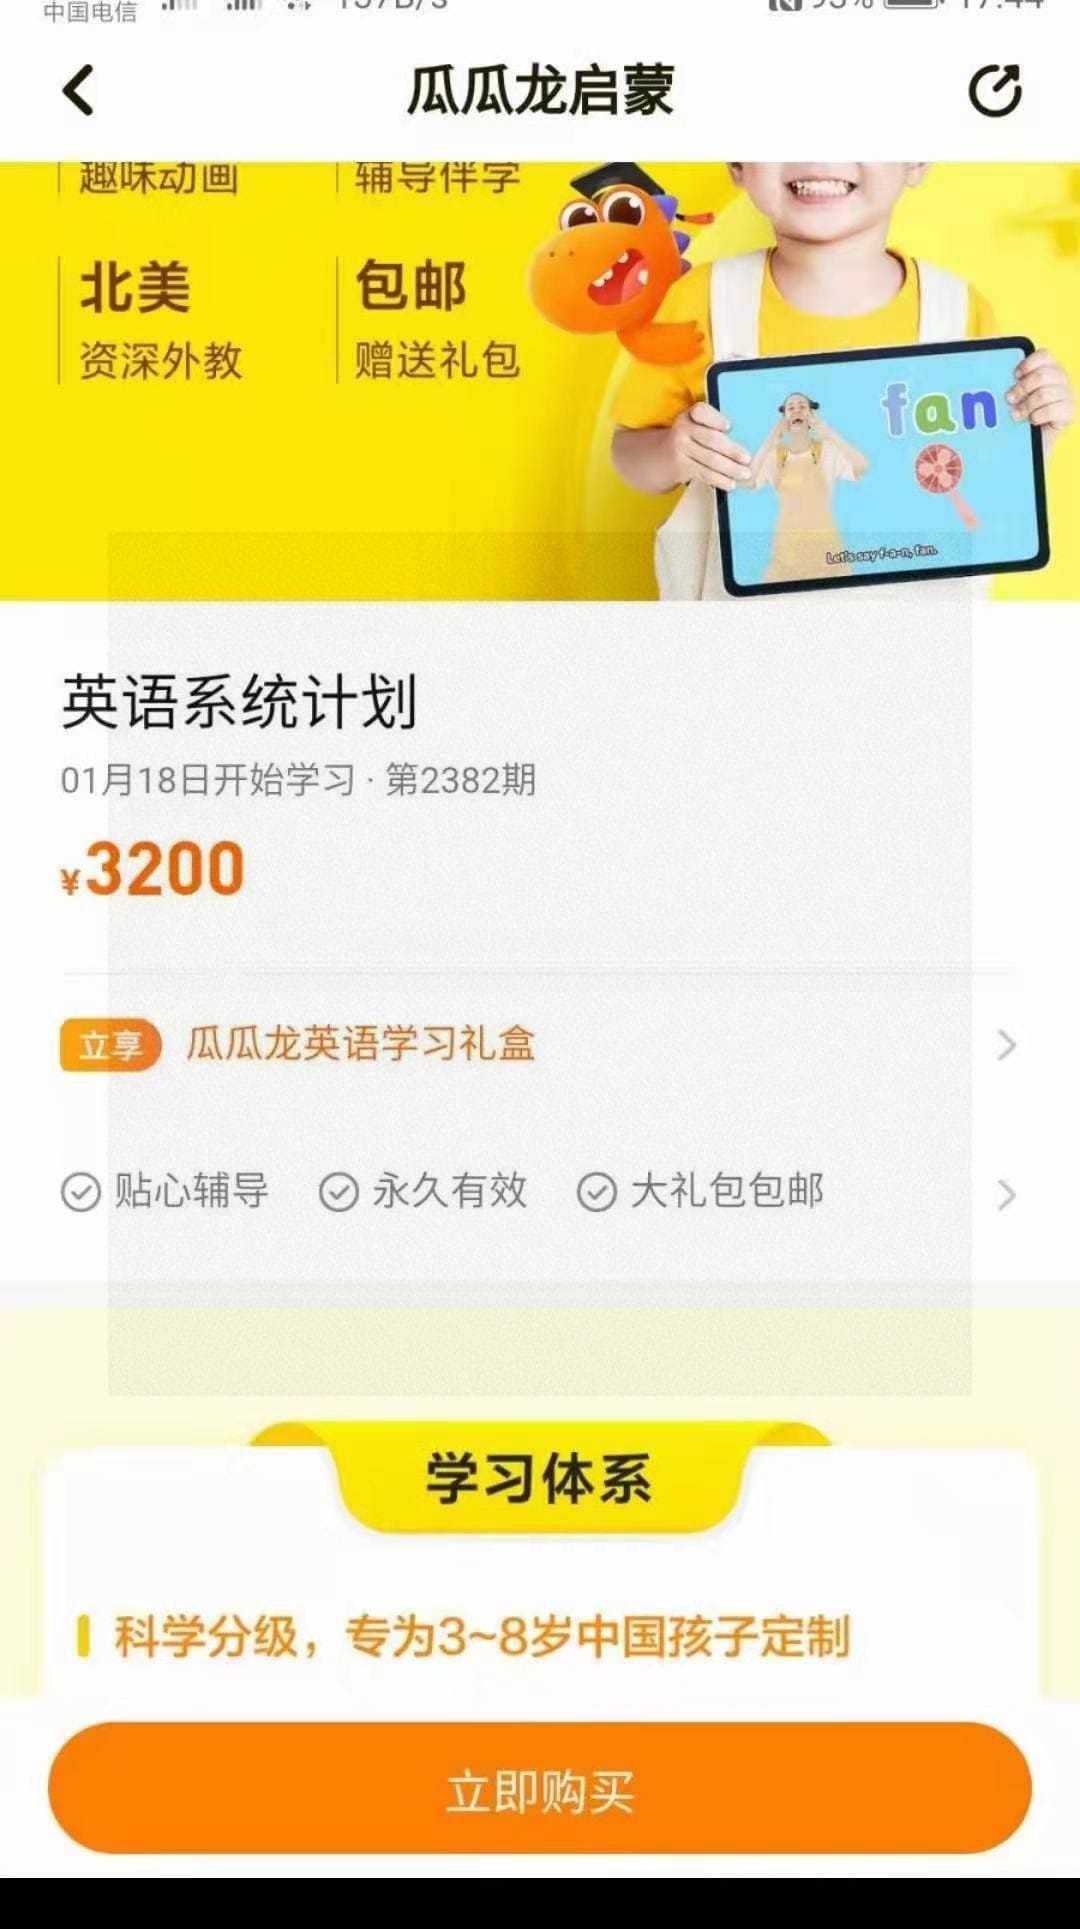 中国电信
17:44
瓜瓜龙启蒙
趣味动画 辅导伴学
北美 包邮
资深外教 赠送礼包
fan
Let's say f-a-n, fan.
英语系统计划
01月18日开始学习 · 第2382期
¥3200
立享 瓜瓜龙英语学习礼盒
贴心辅导 永久有效 大礼包包邮
学习体系
科学分级，专为3~8岁中国孩子定制
立即购买